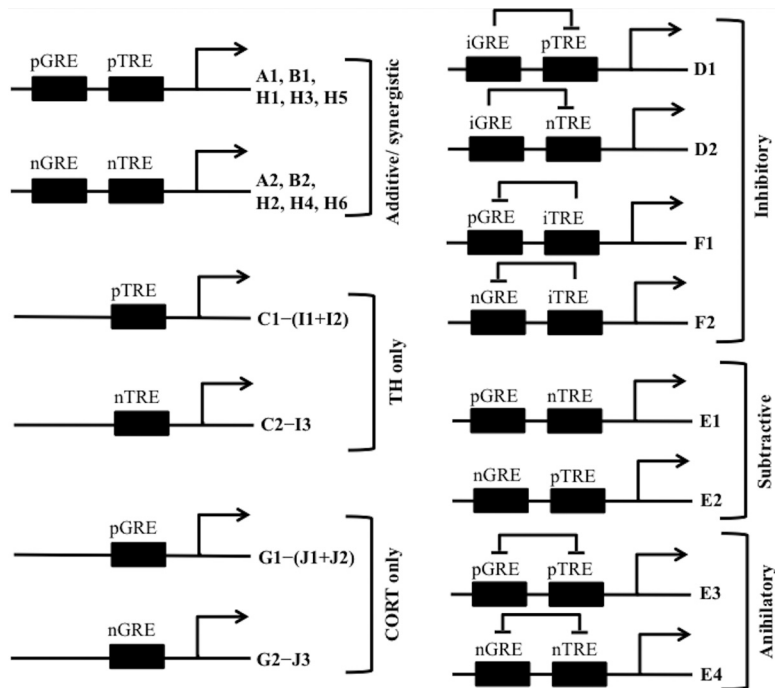 pGRE pTRE
A1, B1,
H1, H3, H5
nGRE nTRE
A2, B2,
H2, H4, H6
Additive/ synergistic
pTRE
C1–(I1+I2)
nTRE
C2–I3
TH only
pGRE
G1–(J1+J2)
nGRE
G2–J3
CORT only
iGRE pTRE
D1
iGRE nTRE
D2
pGRE iTRE
F1
nGRE iTRE
F2
Inhibitory
pGRE nTRE
E1
nGRE pTRE
E2
Subtractive
pGRE pTRE
E3
nGRE nTRE
E4
Anihilatory